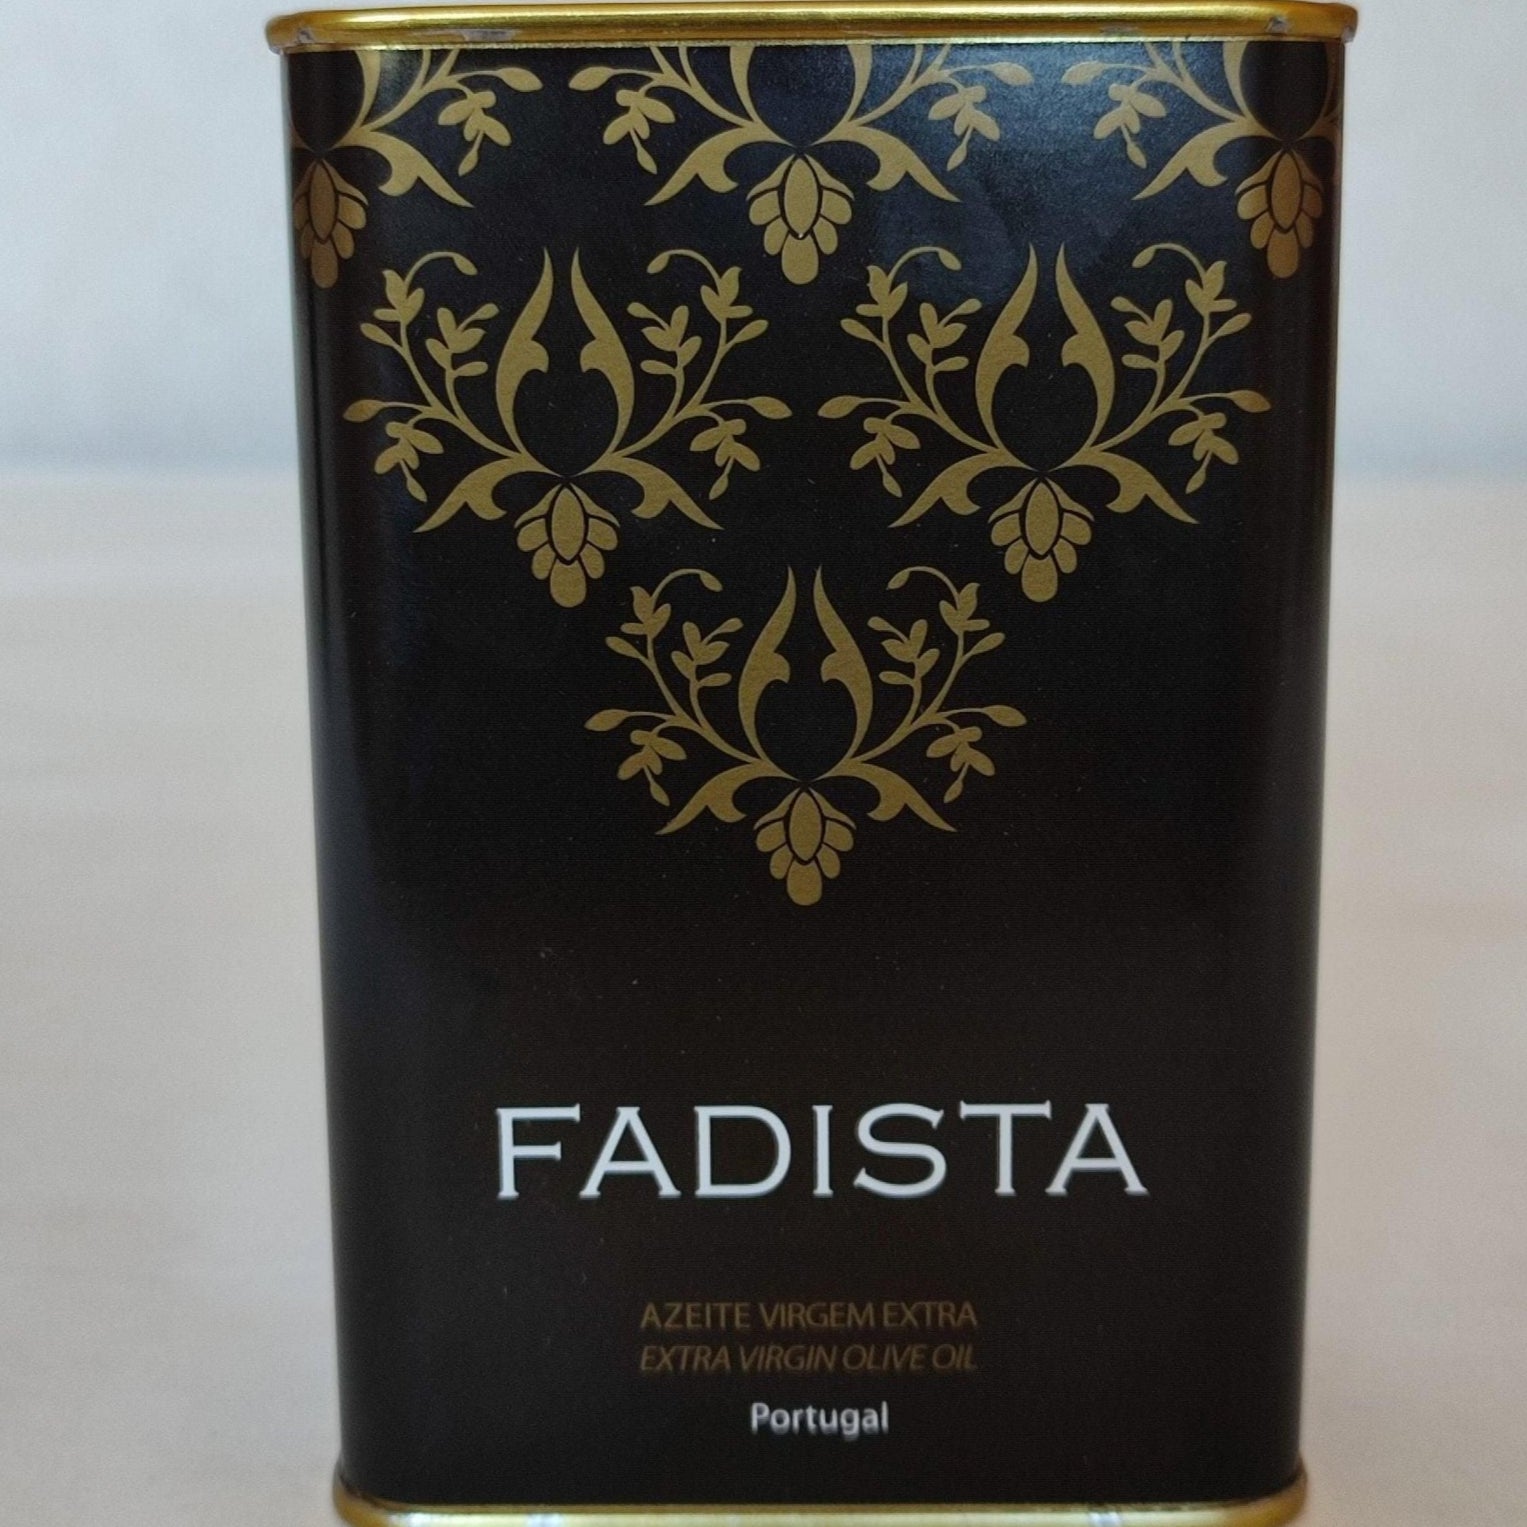 FADISTA
AZEITE VIRGEM EXTRA
EXTRA VIRGIN OLIVE OIL
Portugal